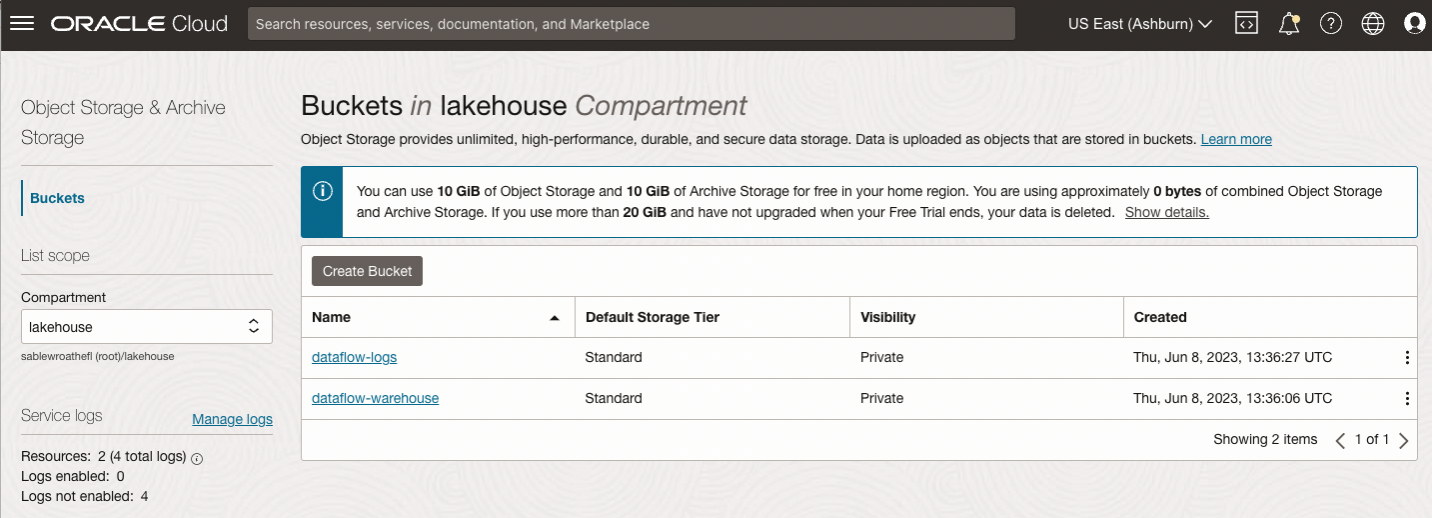 ORACLE Cloud
Search resources, services, documentation, and Marketplace
US East (Ashburn)
Object Storage & Archive
Storage
Buckets
List scope
Compartment
lakehouse
sablewroathefl (root)/lakehouse
Service logs
Manage logs
Resources: 2 (4 total logs)
Logs enabled: 0
Logs not enabled: 4
Buckets in lakehouse Compartment
Object Storage provides unlimited, high-performance, durable, and secure data storage. Data is uploaded as objects that are stored in buckets. Learn more
You can use 10 GiB of Object Storage and 10 GiB of Archive Storage for free in your home region. You are using approximately 0 bytes of combined Object Storage
and Archive Storage. If you use more than 20 GiB and have not upgraded when your Free Trial ends, your data is deleted. Show details.
Create Bucket
Name Default Storage Tier Visibility Created
dataflow-logs Standard Private Thu, Jun 8, 2023, 13:36:27 UTC
dataflow-warehouse Standard Private Thu, Jun 8, 2023, 13:36:06 UTC
Showing 2 items 1 of 1